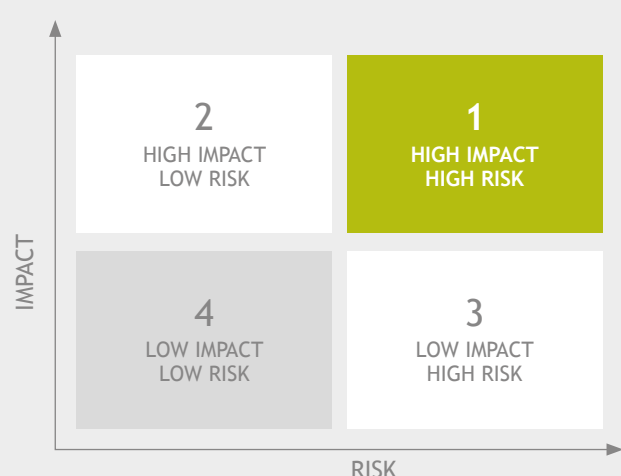 2
HIGH IMPACT
LOW RISK
1
HIGH IMPACT
HIGH RISK
IMPACT
4
LOW IMPACT
LOW RISK
3
LOW IMPACT
HIGH RISK
RISK